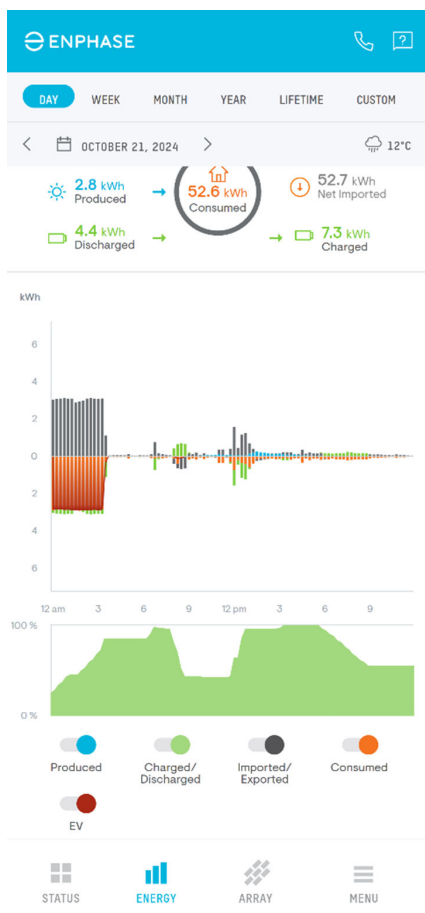 ENPHASE
DAY WEEK MONTH YEAR LIFETIME CUSTOM
OCTOBER 21, 2024 12°C
2.8 kWh
Produced
52.6 kWh
Consumed
52.7 kWh
Net Imported
4.4 kWh
Discharged
7.3 kWh
Charged
kWh
6
4
2
0
2
4
6
12 am 3 6 9 12 pm 3 6 9
100 %
0 %
Produced
Charged/
Discharged
Imported/
Exported
Consumed
EV
STATUS ENERGY ARRAY MENU